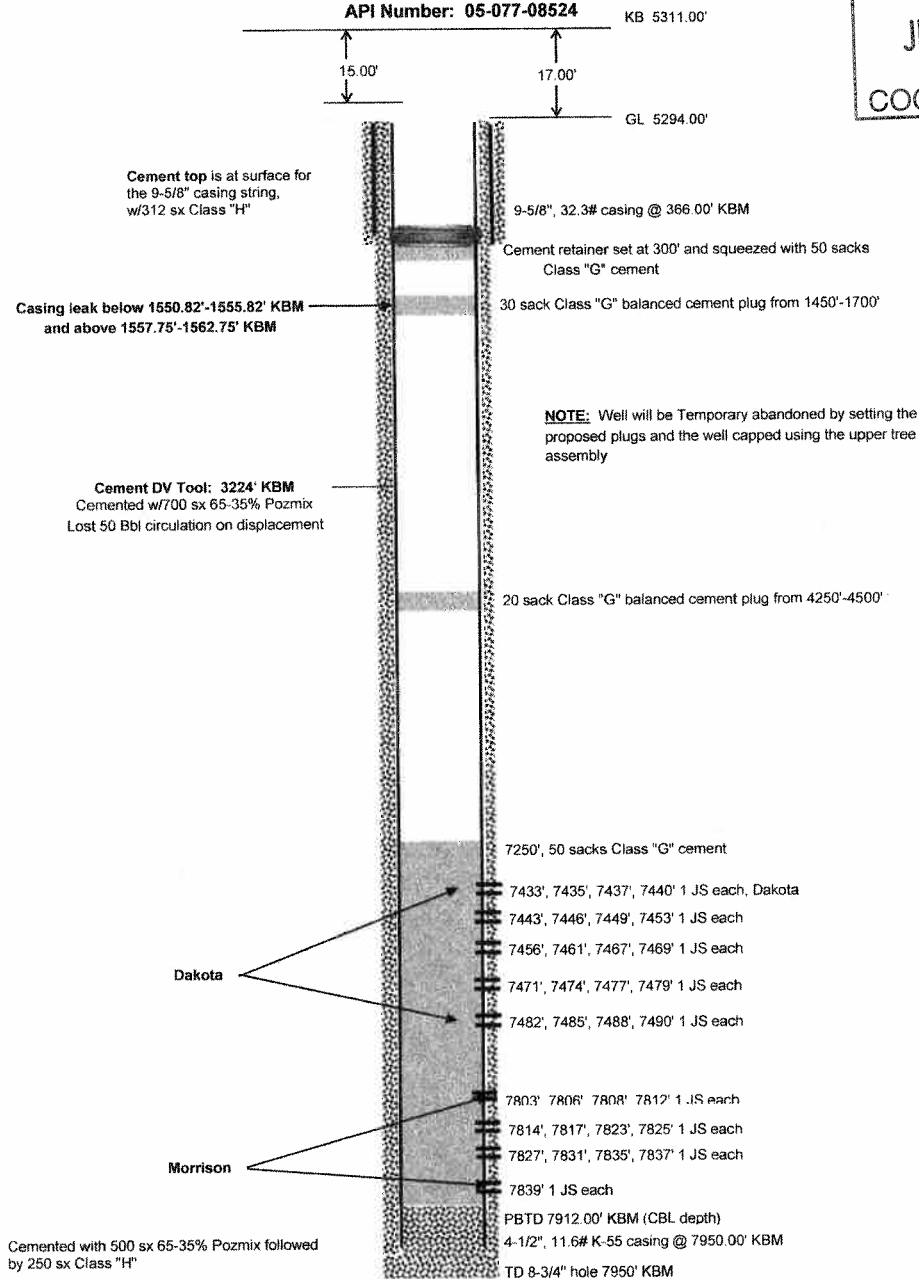 API Number: 05-077-08524
KB 5311.00'
15.00'
17.00'
GL 5294.00'
Cement top is at surface for
the 9-5/8" casing string,
w/312 sx Class "H"
9-5/8", 32.3# casing @ 366.00' KBM
Cement retainer set at 300' and squeezed with 50 sacks
Class "G" cement
Casing leak below 1550.82'-1555.82' KBM
and above 1557.75'-1562.75' KBM
30 sack Class "G" balanced cement plug from 1450'-1700'
NOTE: Well will be Temporary abandoned by setting the
proposed plugs and the well capped using the upper tree
assembly
Cement DV Tool: 3224' KBM
Cemented w/700 sx 65-35% Pozmix
Lost 50 Bbl circulation on displacement
20 sack Class "G" balanced cement plug from 4250'-4500'
7250', 50 sacks Class "G" cement
7433', 7435', 7437', 7440' 1 JS each, Dakota
7443', 7446', 7449', 7453' 1 JS each
7456', 7461', 7467', 7469' 1 JS each
Dakota
7471', 7474', 7477', 7479' 1 JS each
7482', 7485', 7488', 7490' 1 JS each
7803' 7806' 7808' 7812' 1 JS each
7814', 7817', 7823', 7825' 1 JS each
7827', 7831', 7835', 7837' 1 JS each
Morrison
7839' 1 JS each
PBTD 7912.00' KBM (CBL depth)
4-1/2", 11.6# K-55 casing @ 7950.00' KBM
Cemented with 500 sx 65-35% Pozmix followed
by 250 sx Class "H"
TD 8-3/4" hole 7950' KBM